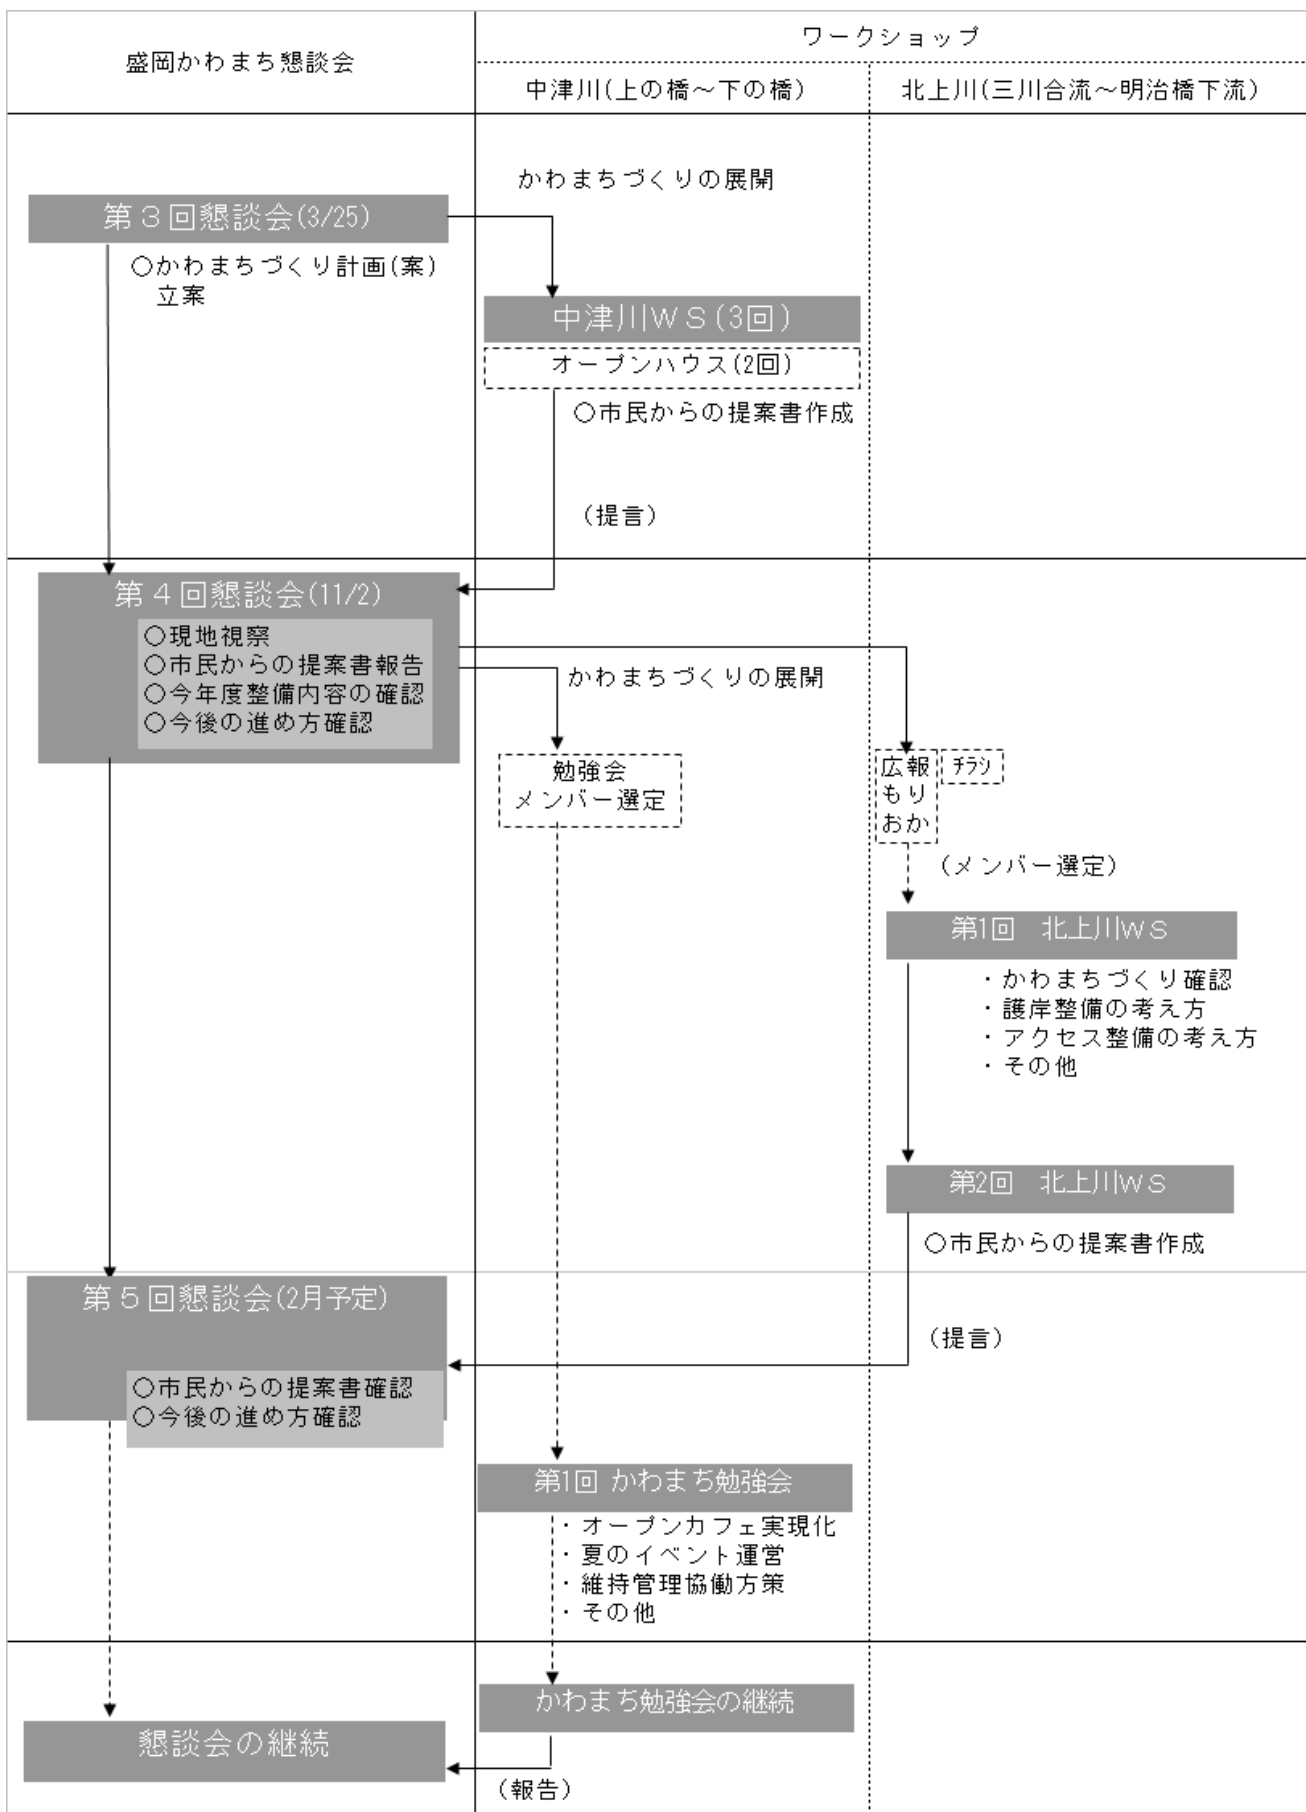 盛岡かわまち懇談会
ワークショップ
中津川(上の橋～下の橋)
北上川(三川合流～明治橋下流)
かわまちづくりの展開
第３回懇談会(3/25)
○かわまちづくり計画(案)
立案
中津川ＷＳ(3回)
オープンハウス(2回)
○市民からの提案書作成
(提言)
第４回懇談会(11/2)
○現地視察
○市民からの提案書報告
○今年度整備内容の確認
○今後の進め方確認
かわまちづくりの展開
勉強会
メンバー選定
広報
もり
おか
ﾁﾗｼ
(メンバー選定)
第1回　北上川ＷＳ
・かわまちづくり確認
・護岸整備の考え方
・アクセス整備の考え方
・その他
第2回　北上川ＷＳ
○市民からの提案書作成
第５回懇談会(2月予定)
(提言)
○市民からの提案書確認
○今後の進め方確認
第1回 かわまち勉強会
・オープンカフェ実現化
・夏のイベント運営
・維持管理協働方策
・その他
かわまち勉強会の継続
懇談会の継続
(報告)